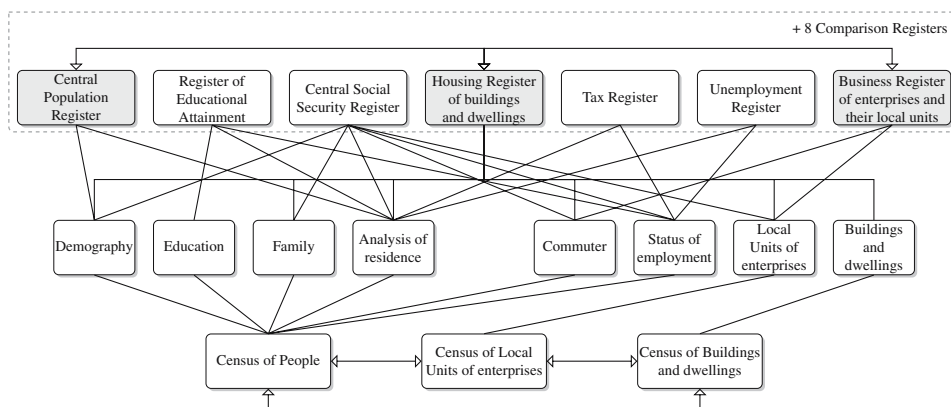 + 8 Comparison Registers
Central
Population
Register
Register of
Educational
Attainment
Central Social
Security Register
Housing Register
of buildings
and dwellings
Tax Register
Unemployment
Register
Business Register
of enterprises and
their local units
Demography
Education
Family
Analysis of
residence
Commuter
Status of
employment
Local
Units of
enterprises
Buildings
and
dwellings
Census of People
Census of Local
Units of enterprises
Census of Buildings
and dwellings